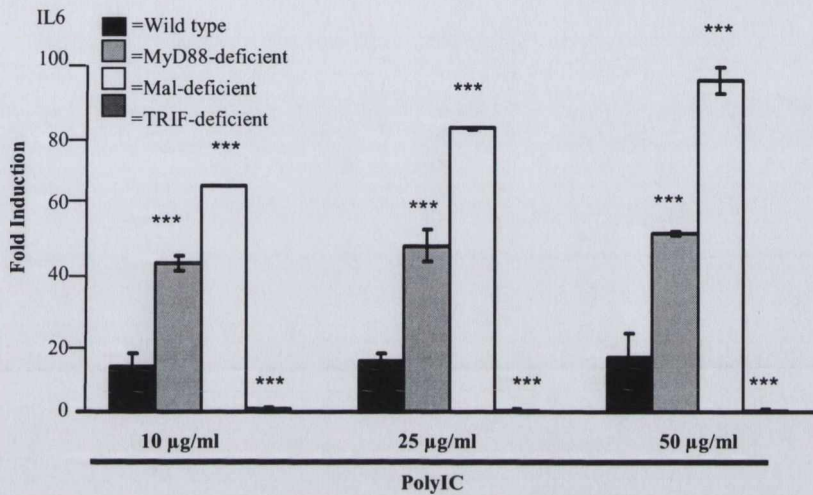 IL6
=Wild type
=MyD88-deficient
=Mal-deficient
=TRIF-deficient
Fold Induction
100
80
60
40
20
0
***
***
***
***
***
***
***
***
***
10 µg/ml
25 µg/ml
50 µg/ml
PolyIC